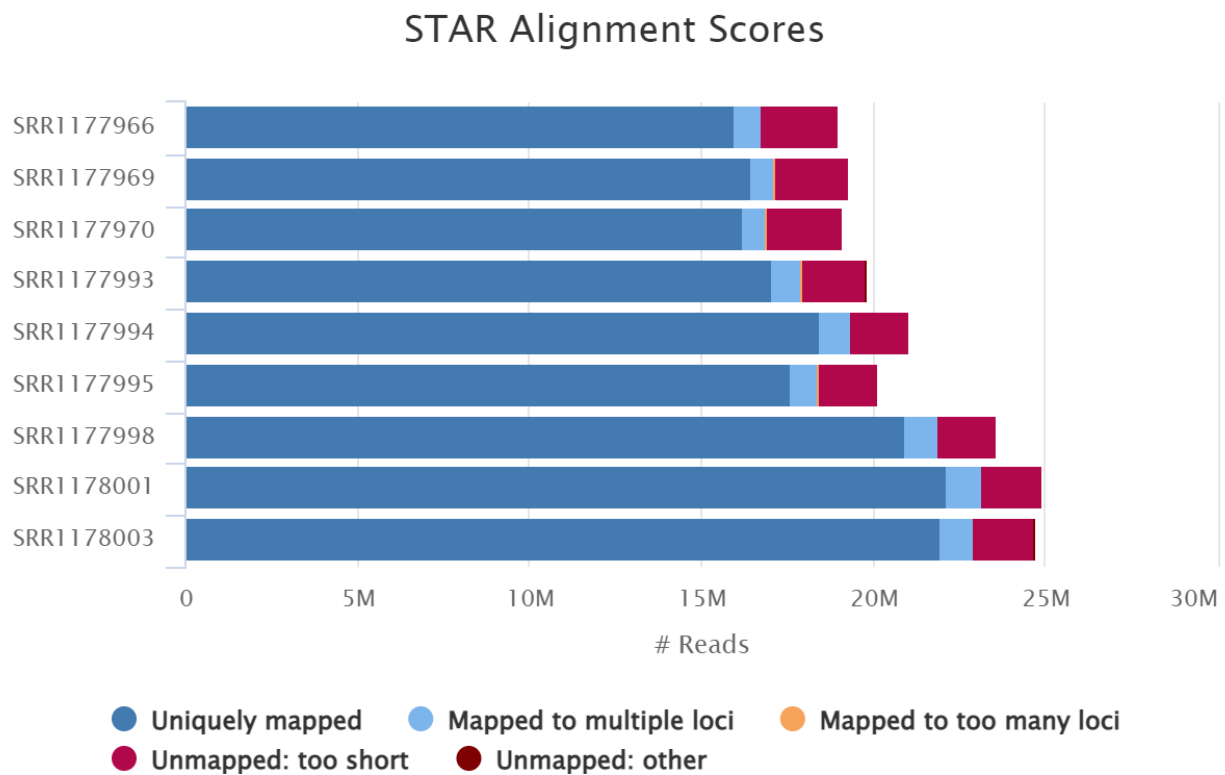 STAR Alignment Scores
SRR1177966
SRR1177969
SRR1177970
SRR1177993
SRR1177994
SRR1177995
SRR1177998
SRR1178001
SRR1178003
0 5M 10M 15M 20M 25M 30M
# Reads
Uniquely mapped Mapped to multiple loci Mapped to too many loci
Unmapped: too short Unmapped: other